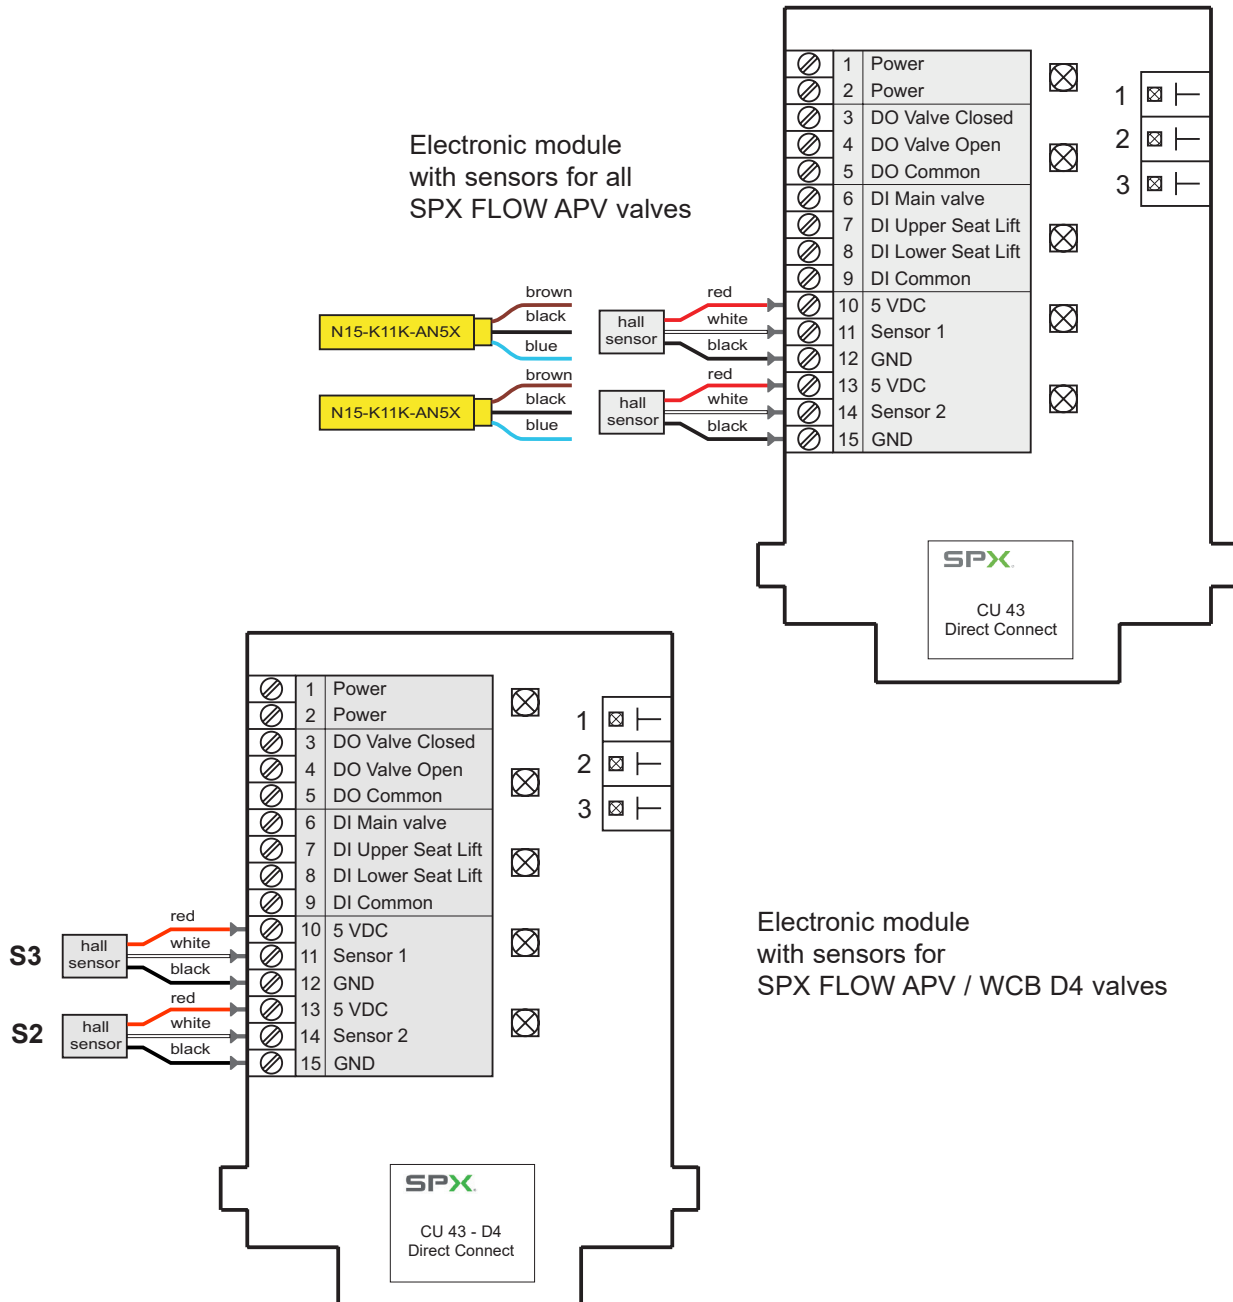 1 Power
2 Power
3 DO Valve Closed
4 DO Valve Open
5 DO Common
6 DI Main valve
7 DI Upper Seat Lift
8 DI Lower Seat Lift
9 DI Common
10 5 VDC
11 Sensor 1
12 GND
13 5 VDC
14 Sensor 2
15 GND
1
2
3
Electronic module
with sensors for all
SPX FLOW APV valves
N15-K11K-AN5X
brown
black
blue
hall
sensor
red
white
black
N15-K11K-AN5X
brown
black
blue
hall
sensor
red
white
black
SPX
CU 43
Direct Connect
1 Power
2 Power
3 DO Valve Closed
4 DO Valve Open
5 DO Common
6 DI Main valve
7 DI Upper Seat Lift
8 DI Lower Seat Lift
9 DI Common
10 5 VDC
11 Sensor 1
12 GND
13 5 VDC
14 Sensor 2
15 GND
1
2
3
S3
hall
sensor
red
white
black
S2
hall
sensor
red
white
black
Electronic module
with sensors for
SPX FLOW APV / WCB D4 valves
SPX
CU 43 - D4
Direct Connect